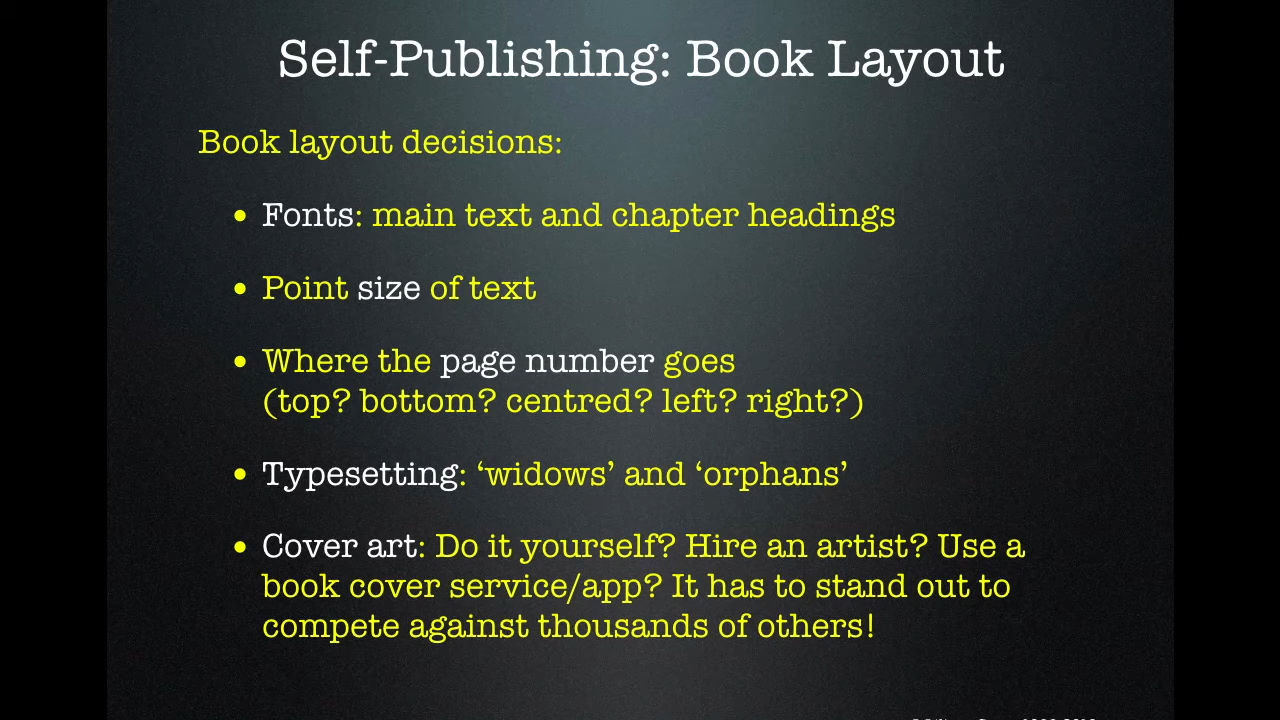 Self-Publishing: Book Layout
Book layout decisions:
• Fonts: main text and chapter headings
• Point size of text
• Where the page number goes
(top? bottom? centred? left? right?)
• Typesetting: ‘widows’ and ‘orphans’
• Cover art: Do it yourself? Hire an artist? Use a
book cover service/app? It has to stand out to
compete against thousands of others!